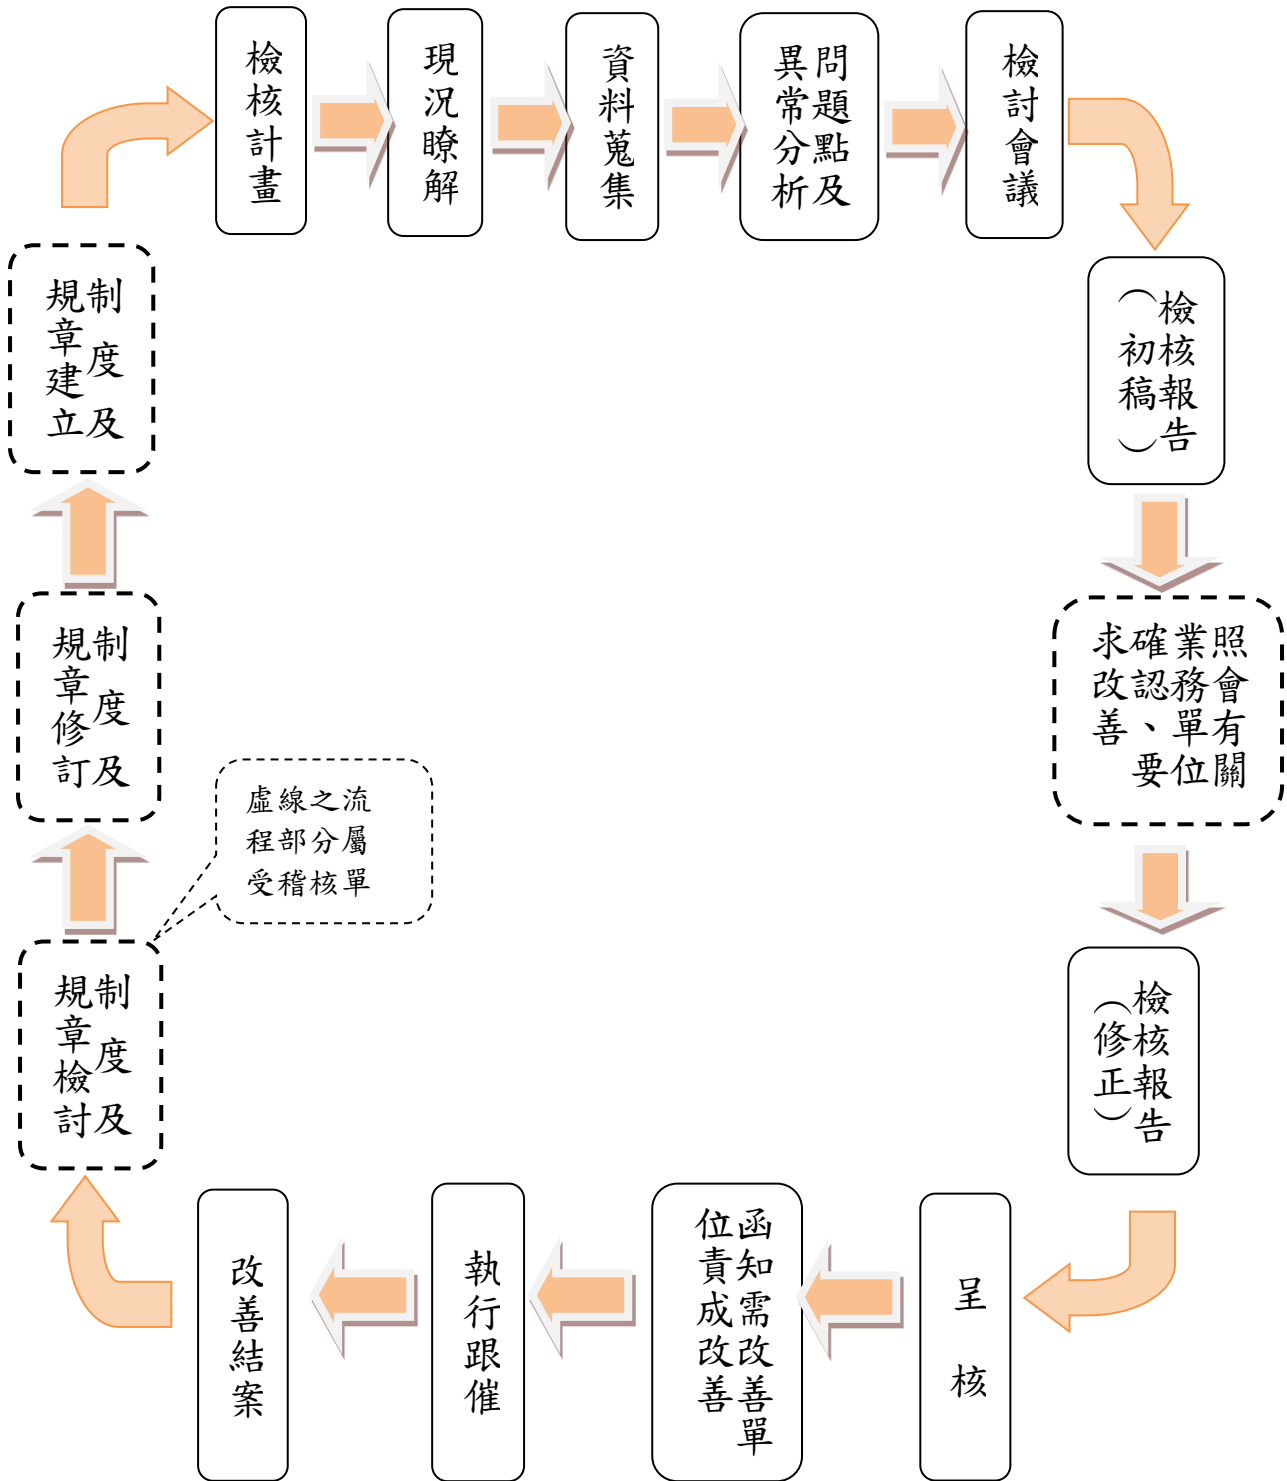 檢核計畫
現況瞭解
資料蒐集
問題點及
異常分析
檢討會議
檢核報告
（初稿）
照會有關
業務單位
確認、要
求改善
檢核報告
（修正）
呈核
函知需改善單
位責成改善
執行跟催
改善結案
制度及
規章檢討
虛線之流
程部分屬
受稽核單
制度及
規章修訂
制度及
規章建立